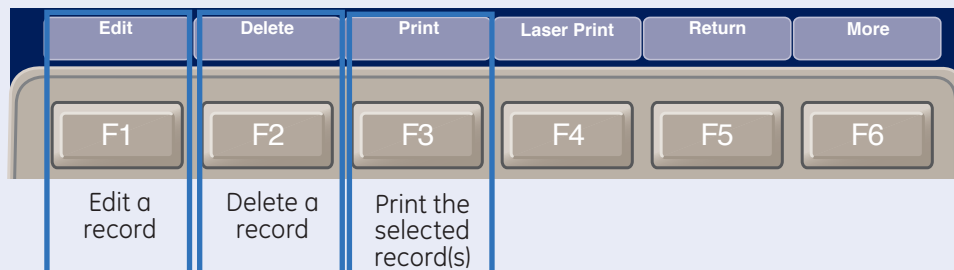 Edit Delete Print Laser Print Return More
F1 F2 F3 F4 F5 F6
Edit a
record
Delete a
record
Print the
selected
record(s)